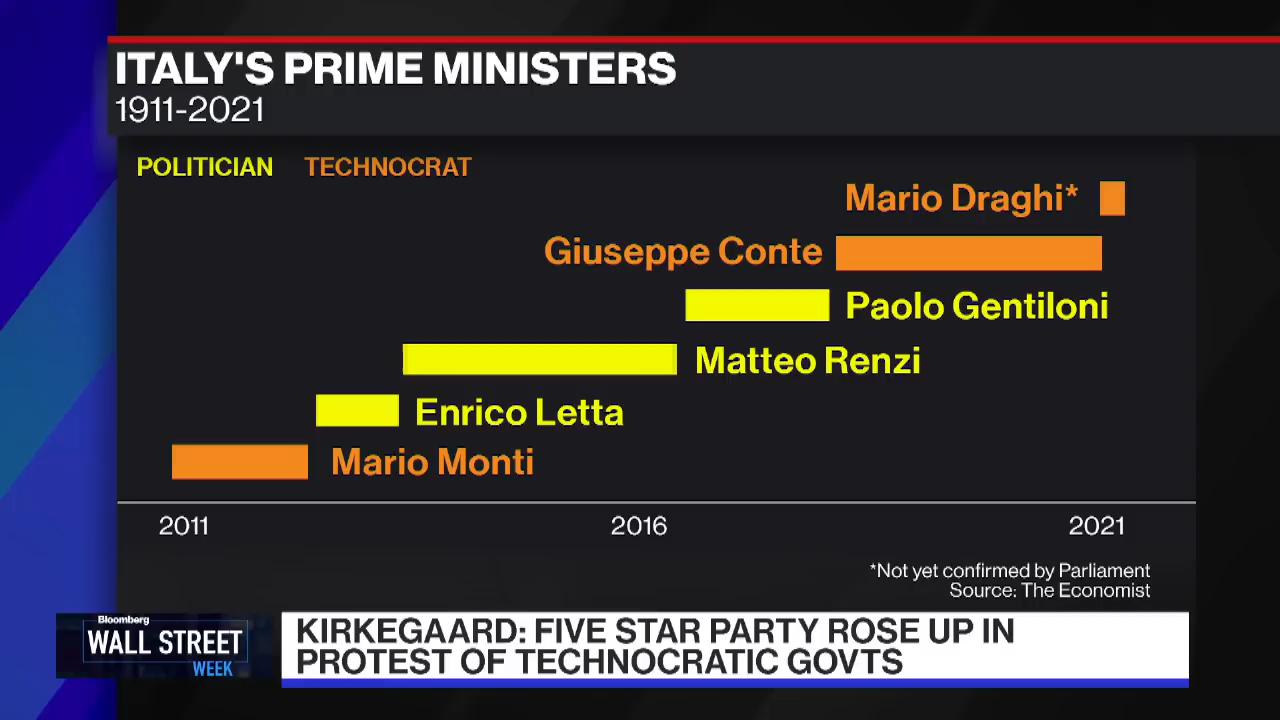 ITALY'S PRIME MINISTERS
1911-2021
POLITICIAN TECHNOCRAT
Mario Draghi*
Giuseppe Conte
Paolo Gentiloni
Matteo Renzi
Enrico Letta
Mario Monti
2011 2016 2021
*Not yet confirmed by Parliament
Source: The Economist
Bloomberg
WALL STREET
WEEK
KIRKEGAARD: FIVE STAR PARTY ROSE UP IN
PROTEST OF TECHNOCRATIC GOVTS